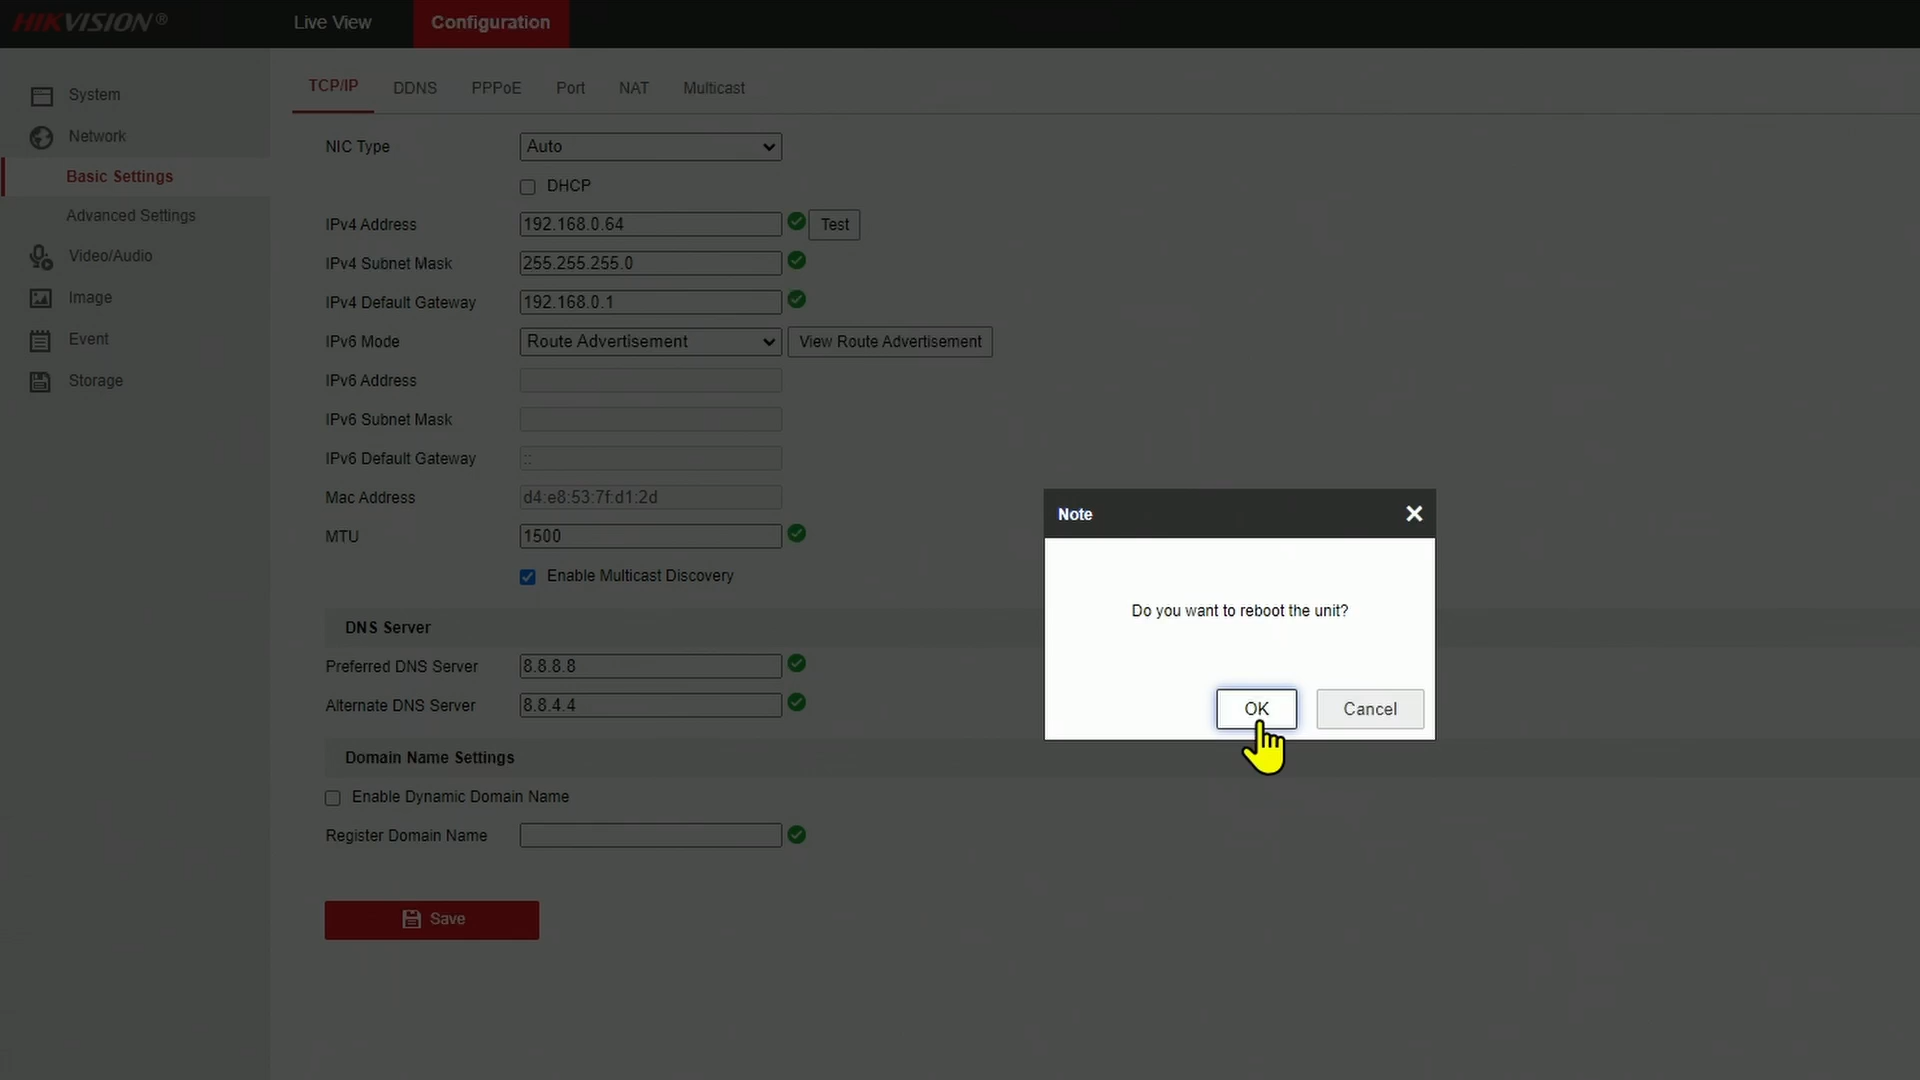 HIKVISION®
Live View
Configuration
System
Network
Basic Settings
Advanced Settings
Video/Audio
Image
Event
Storage
TCP/IP DDNS PPPoE Port NAT Multicast
NIC Type Auto
DHCP
IPv4 Address 192.168.0.64 Test
IPv4 Subnet Mask 255.255.255.0
IPv4 Default Gateway 192.168.0.1
IPv6 Mode Route Advertisement View Route Advertisement
IPv6 Address
IPv6 Subnet Mask
IPv6 Default Gateway ::
Mac Address d4:e8:53:7f:d1:2d
MTU 1500
Enable Multicast Discovery
DNS Server
Preferred DNS Server 8.8.8.8
Alternate DNS Server 8.8.4.4
Domain Name Settings
Enable Dynamic Domain Name
Register Domain Name
Save
Note
Do you want to reboot the unit?
OK Cancel